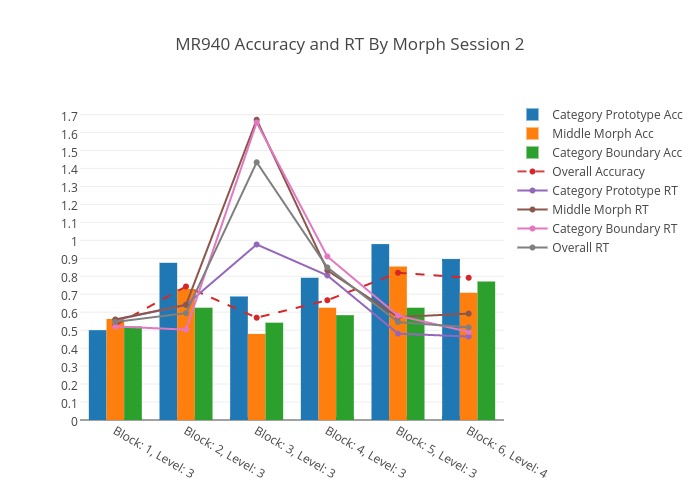 MR940 Accuracy and RT By Morph Session 2
1.7
1.6
1.5
1.4
1.3
1.2
1.1
1
0.9
0.8
0.7
0.6
0.5
0.4
0.3
0.2
0.1
0
Block: 1, Level: 3
Block: 2, Level: 3
Block: 3, Level: 3
Block: 4, Level: 3
Block: 5, Level: 3
Block: 6, Level: 4
Category Prototype Acc
Middle Morph Acc
Category Boundary Acc
Overall Accuracy
Category Prototype RT
Middle Morph RT
Category Boundary RT
Overall RT